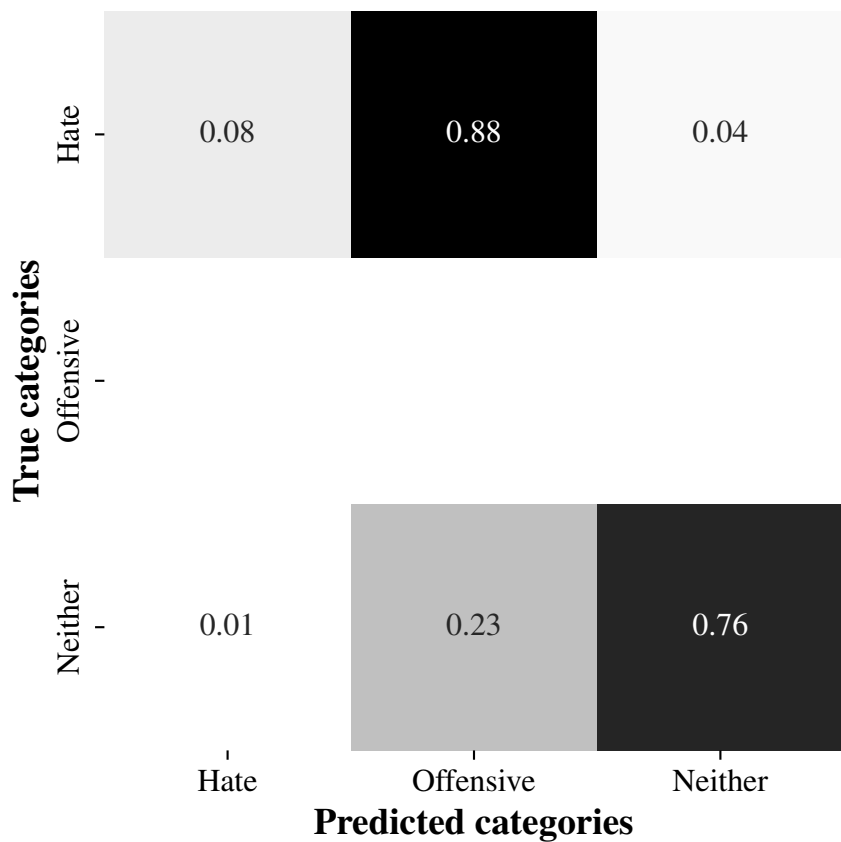 Hate
0.08 0.88 0.04
True categories
Offensive
Neither
0.01 0.23 0.76
Hate Offensive Neither
Predicted categories